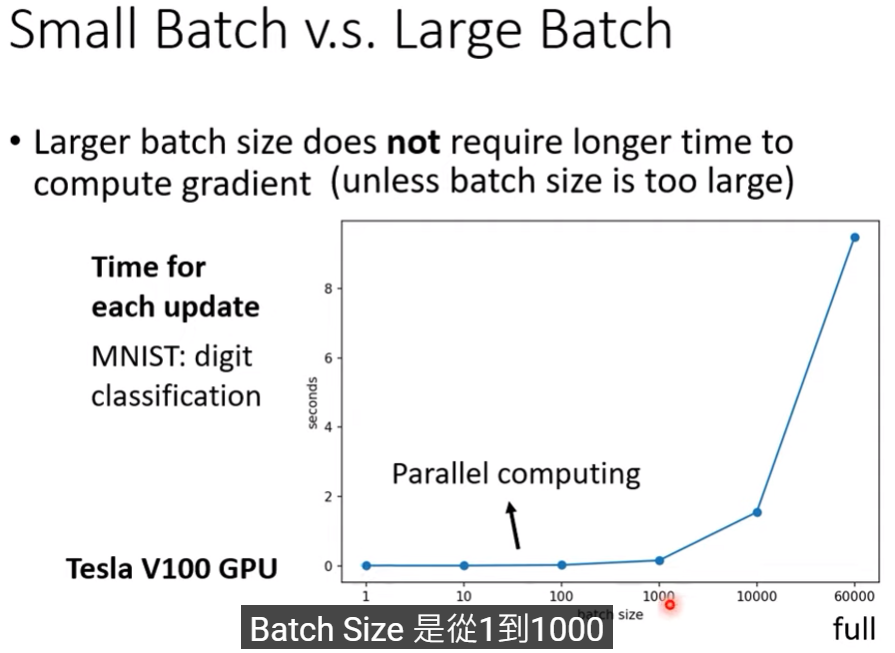 Small Batch v.s. Large Batch
• Larger batch size does not require longer time to
compute gradient (unless batch size is too large)
Time for
each update
MNIST: digit
classification
Tesla V100 GPU
seconds
8
6
4
2
0
Parallel computing
1 10 100 1000 10000 60000
batch size
full
Batch Size 是從1到1000